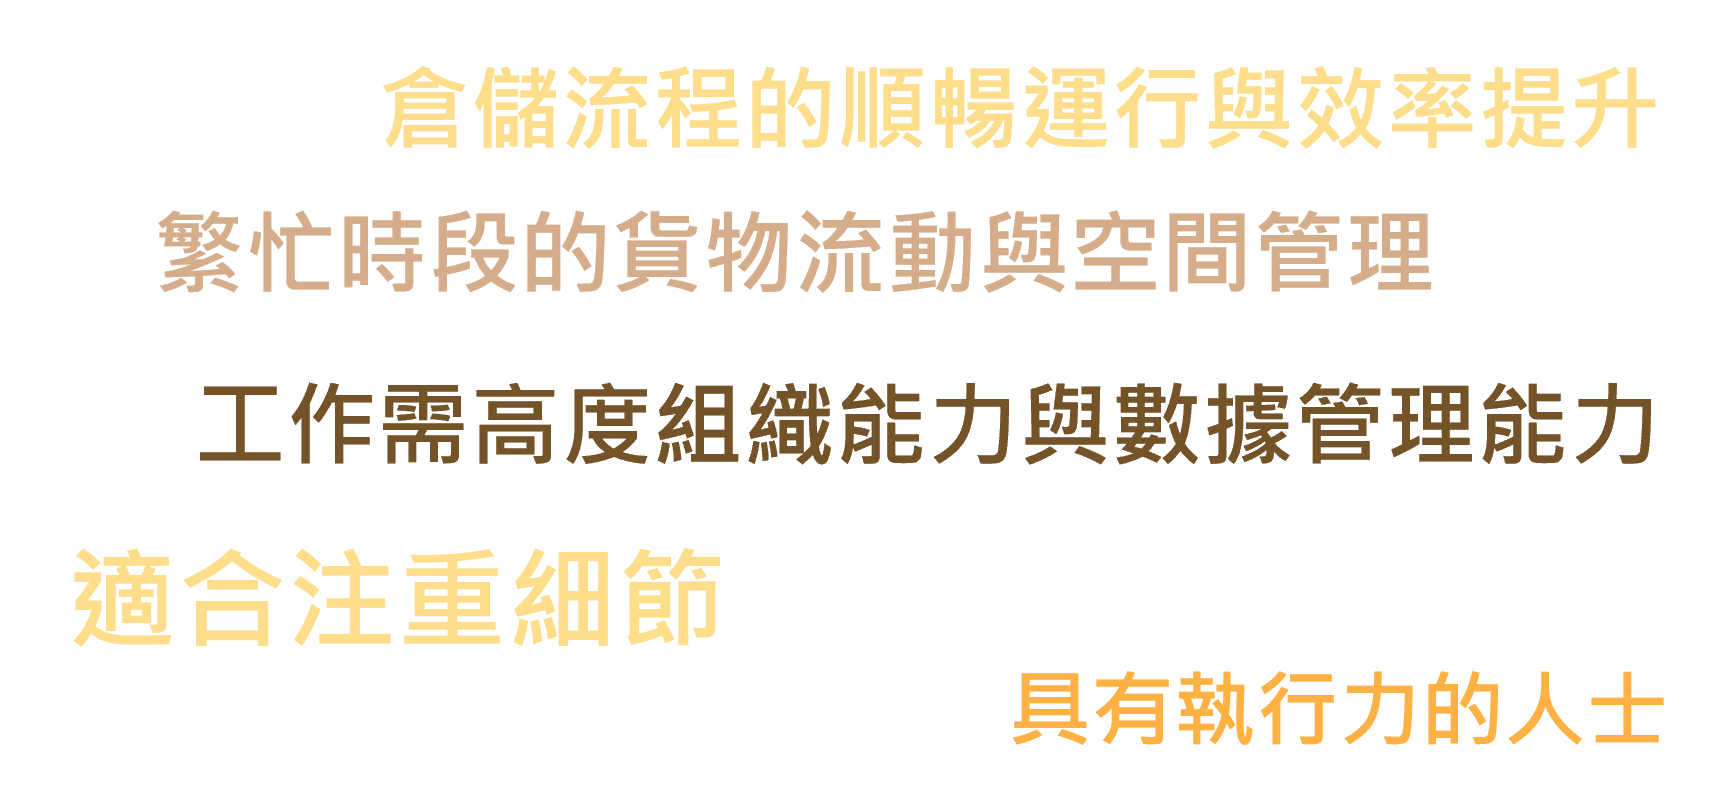 倉儲流程的順暢運行與效率提升
繁忙時段的貨物流動與空間管理
工作需高度組織能力與數據管理能力
適合注重細節
具有執行力的人士